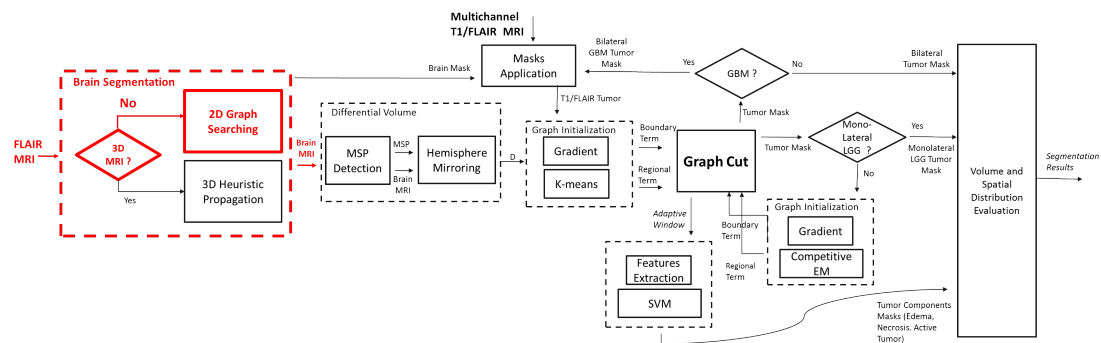 Multichannel
T1/FLAIR MRI
Brain Segmentation
No
2D Graph
Searching
FLAIR
MRI
3D
MRI ?
Yes
3D Heuristic
Propagation
Brain Mask
Brain
MRI
Masks
Application
T1/FLAIR Tumor
Differential Volume
MSP
Detection
MSP
Brain
MRI
Hemisphere
Mirroring
D
Graph Initialization
Gradient
K-means
Boundary
Term
Regional
Term
Graph Cut
Bilateral
GBM Tumor
Mask
Yes
GBM ?
No
Bilateral
Tumor Mask
Tumor Mask
Tumor Mask
Mono-
Lateral
LGG ?
Yes
Monolateral
LGG Tumor
Mask
No
Graph Initialization
Gradient
Competitive
EM
Boundary
Term
Regional
Term
Adaptive
Window
Features
Extraction
SVM
Tumor Components
Masks (Edema,
Necrosis. Active
Tumor)
Volume and
Spatial
Distribution
Evaluation
Segmentation
Results